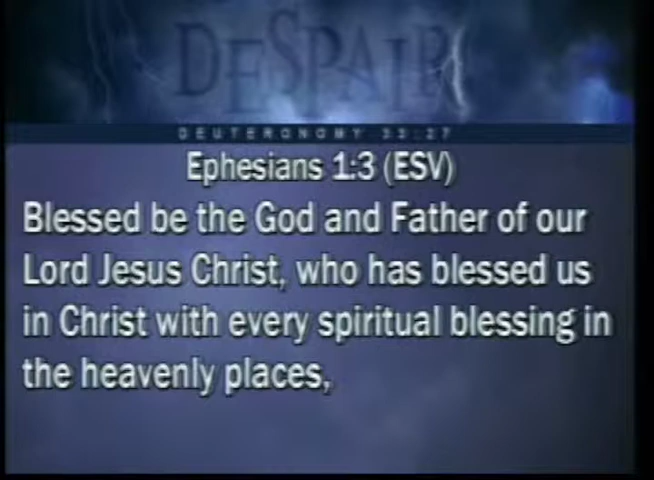 DESPAIR
DEUTERONOMY 33:27
Ephesians 1:3 (ESV)
Blessed be the God and Father of our
Lord Jesus Christ, who has blessed us
in Christ with every spiritual blessing in
the heavenly places,